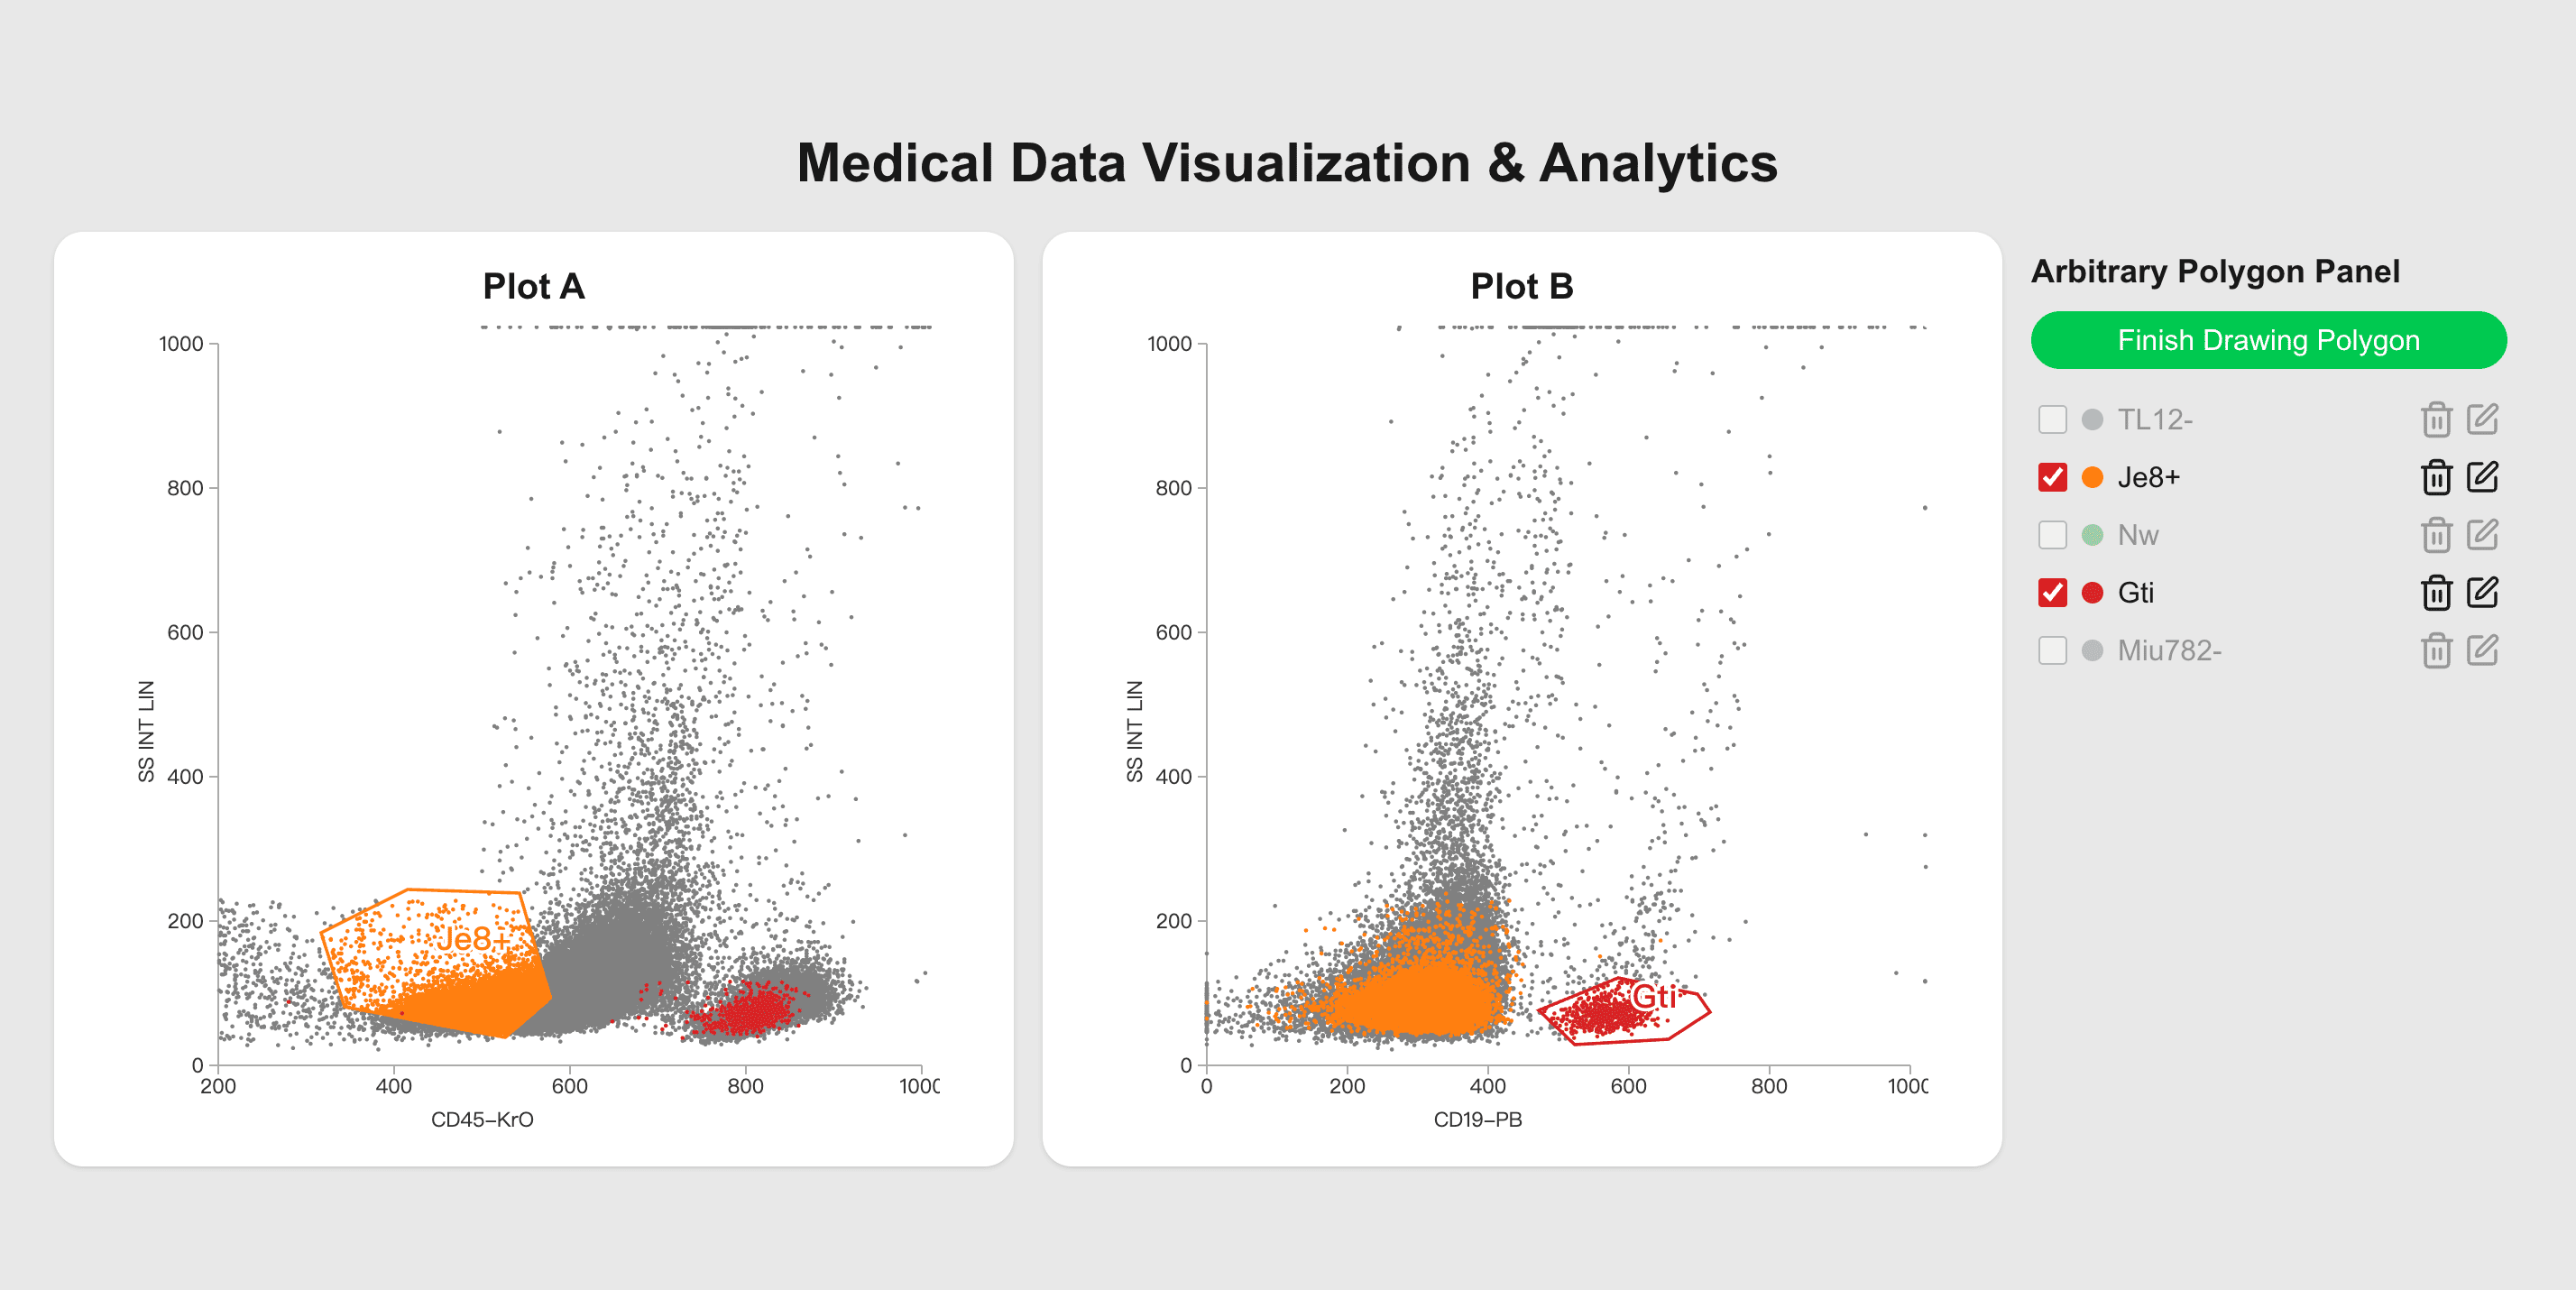 Medical Data Visualization & Analytics
Plot A
1000
800
600
400
200
0
SS INT LIN
Je8+
200 400 600 800 1000
CD45-KrO
Plot B
1000
800
600
400
200
0
SS INT LIN
Gti
0 200 400 600 800 1000
CD19-PB
Arbitrary Polygon Panel
Finish Drawing Polygon
TL12-
Je8+
Nw
Gti
Miu782-